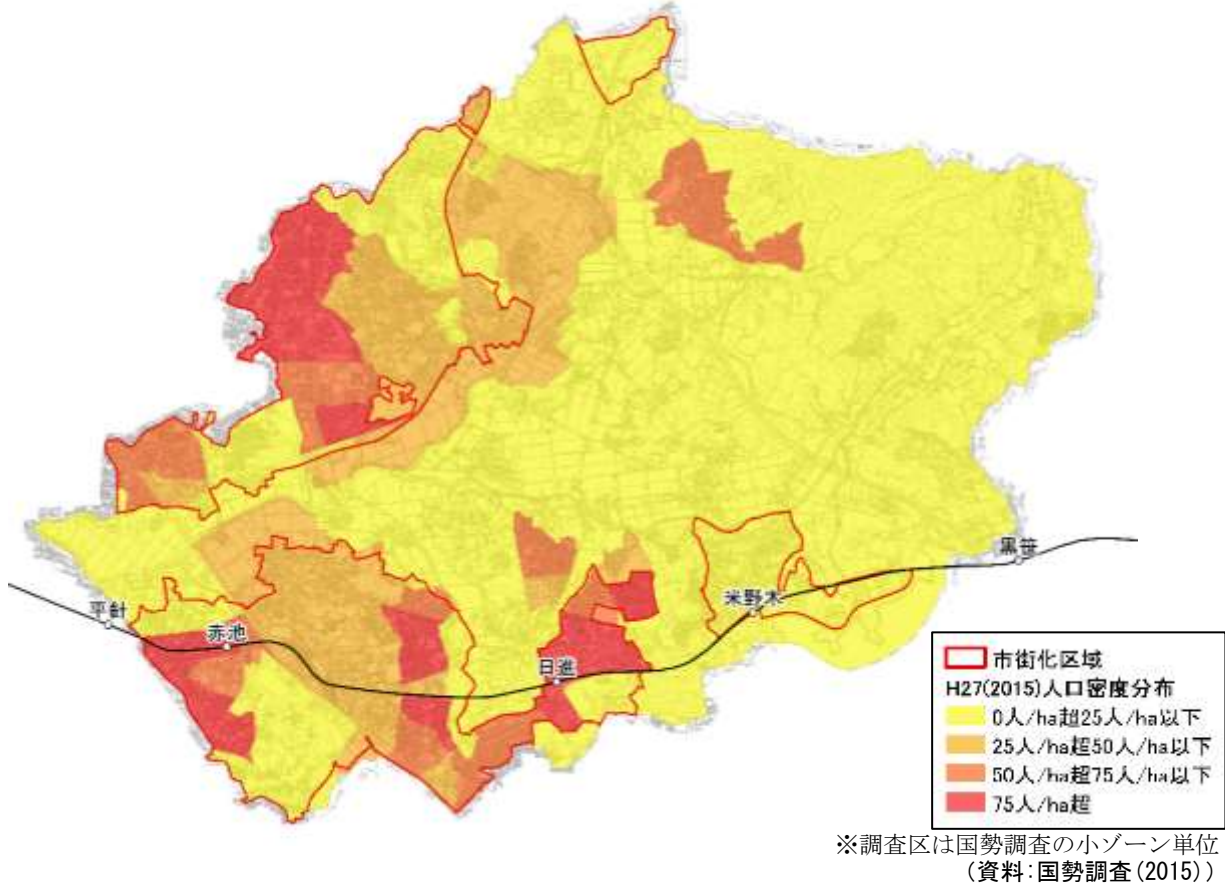 黒笹
米野木
平針
赤池
日進
市街化区域
H27(2015)人口密度分布
0人/ha超25人/ha以下
25人/ha超50人/ha以下
50人/ha超75人/ha以下
75人/ha超
※調査区は国勢調査の小ゾーン単位
(資料:国勢調査(2015))